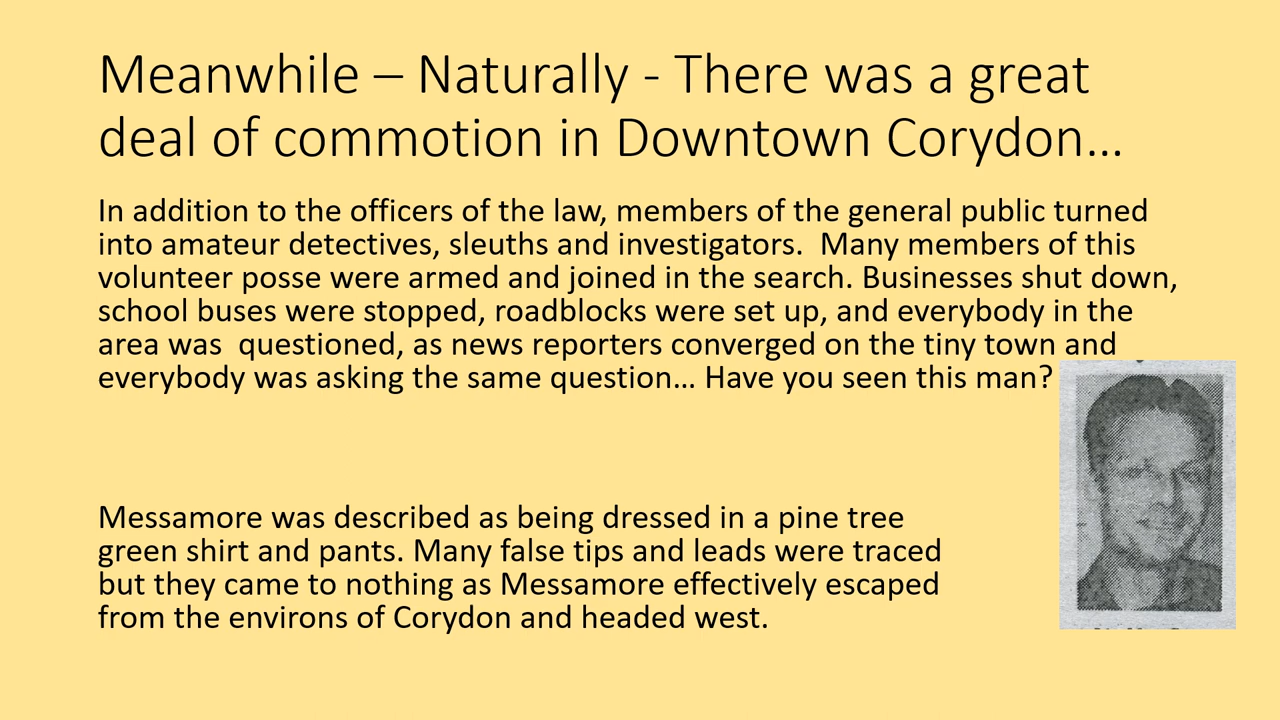 Meanwhile – Naturally - There was a great
deal of commotion in Downtown Corydon…
In addition to the officers of the law, members of the general public turned
into amateur detectives, sleuths and investigators.  Many members of this
volunteer posse were armed and joined in the search. Businesses shut down,
school buses were stopped, roadblocks were set up, and everybody in the
area was  questioned, as news reporters converged on the tiny town and
everybody was asking the same question… Have you seen this man?
Messamore was described as being dressed in a pine tree
green shirt and pants. Many false tips and leads were traced
but they came to nothing as Messamore effectively escaped
from the environs of Corydon and headed west.